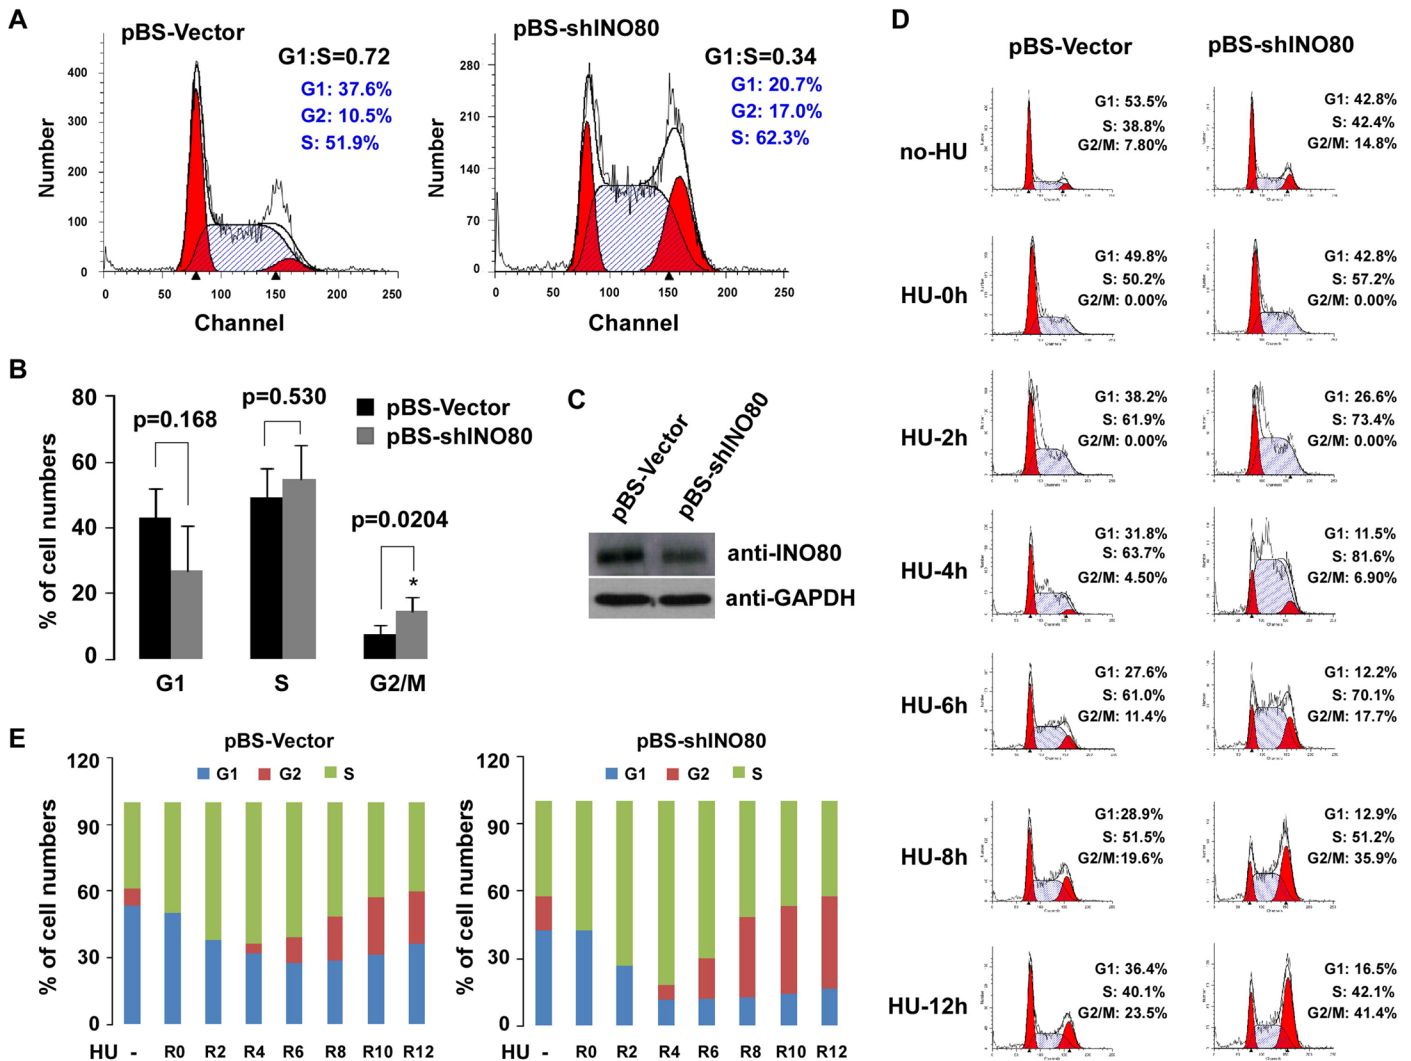 A
pBS-Vector
G1:S=0.72
G1: 37.6%
G2: 10.5%
S: 51.9%
Number
400
300
200
100
0
0 50 100 150 200 250
Channel
pBS-shINO80
G1:S=0.34
G1: 20.7%
G2: 17.0%
S: 62.3%
Number
280
210
140
70
0
0 50 100 150 200 250
Channel
B
% of cell numbers
80
60
40
20
0
p=0.168
p=0.530
p=0.0204
*
pBS-Vector
pBS-shINO80
G1 S G2/M
C
pBS-Vector
pBS-shINO80
anti-INO80
anti-GAPDH
D
pBS-Vector
pBS-shINO80
no-HU
G1: 53.5%
S: 38.8%
G2/M: 7.80%
G1: 42.8%
S: 42.4%
G2/M: 14.8%
HU-0h
G1: 49.8%
S: 50.2%
G2/M: 0.00%
G1: 42.8%
S: 57.2%
G2/M: 0.00%
HU-2h
G1: 38.2%
S: 61.9%
G2/M: 0.00%
G1: 26.6%
S: 73.4%
G2/M: 0.00%
HU-4h
G1: 31.8%
S: 63.7%
G2/M: 4.50%
G1: 11.5%
S: 81.6%
G2/M: 6.90%
HU-6h
G1: 27.6%
S: 61.0%
G2/M: 11.4%
G1: 12.2%
S: 70.1%
G2/M: 17.7%
HU-8h
G1:28.9%
S: 51.5%
G2/M:19.6%
G1: 12.9%
S: 51.2%
G2/M: 35.9%
HU-12h
G1: 36.4%
S: 40.1%
G2/M: 23.5%
G1: 16.5%
S: 42.1%
G2/M: 41.4%
E
pBS-Vector
G1 G2 S
% of cell numbers
120
90
60
30
0
HU - R0 R2 R4 R6 R8 R10 R12
pBS-shINO80
G1 G2 S
% of cell numbers
120
90
60
30
0
HU - R0 R2 R4 R6 R8 R10 R12